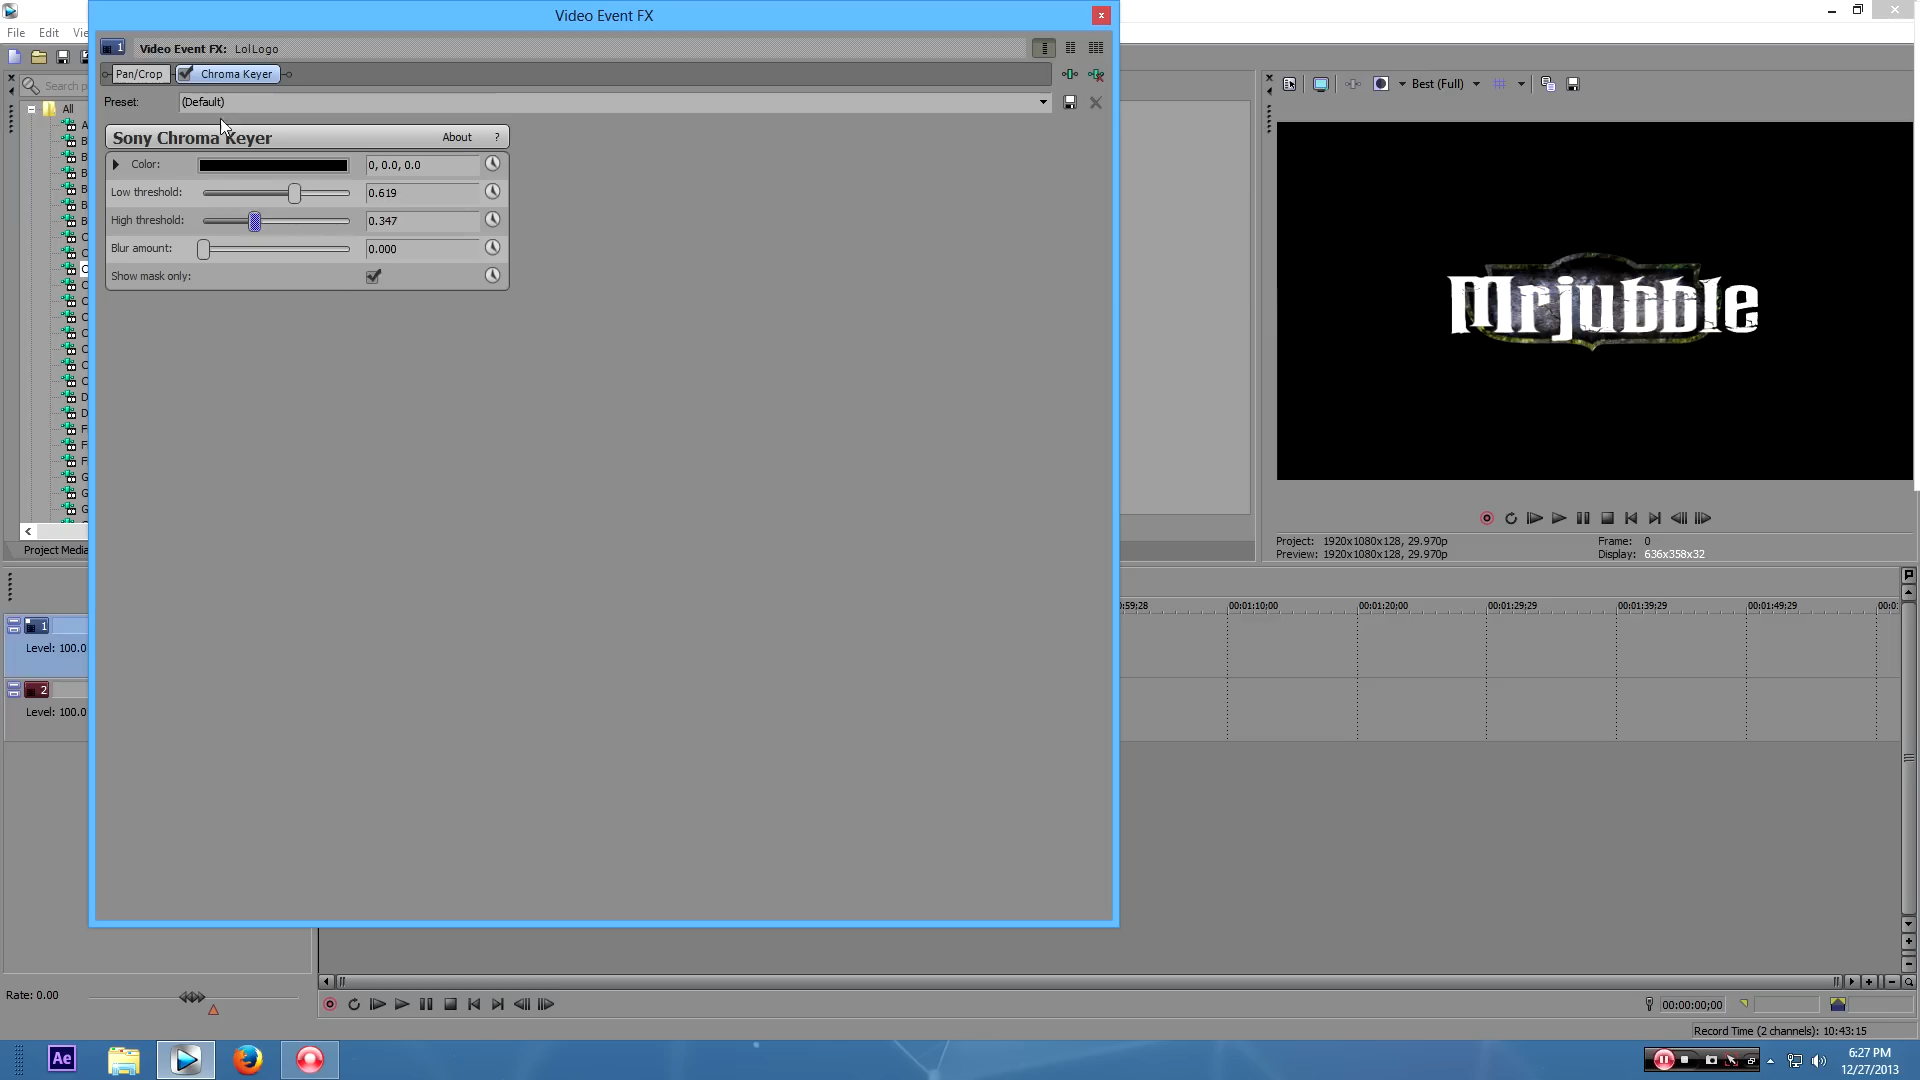 Video Event FX
File Edit
1 Video Event FX: LolLogo
Pan/Crop Chroma Keyer
Preset: (Default)
Best (Full)
Search
All
Sony Chroma Keyer About ?
Color: 0, 0.0, 0.0
Low threshold: 0.619
High threshold: 0.347
Blur amount: 0.000
Show mask only:
Mrjubble
Project: 1920x1080x128, 29.970p Frame: 0
Preview: 1920x1080x128, 29.970p Display: 636x358x32
Project Media
:59;28 00:01:10;00 00:01:20;00 00:01:29;29 00:01:39;29 00:01:49;29 00:0
1
Level: 100.0
2
Level: 100.0
Rate: 0.00
00:00:00;00
Record Time (2 channels): 10:43:15
Ae
6:27 PM
12/27/2013